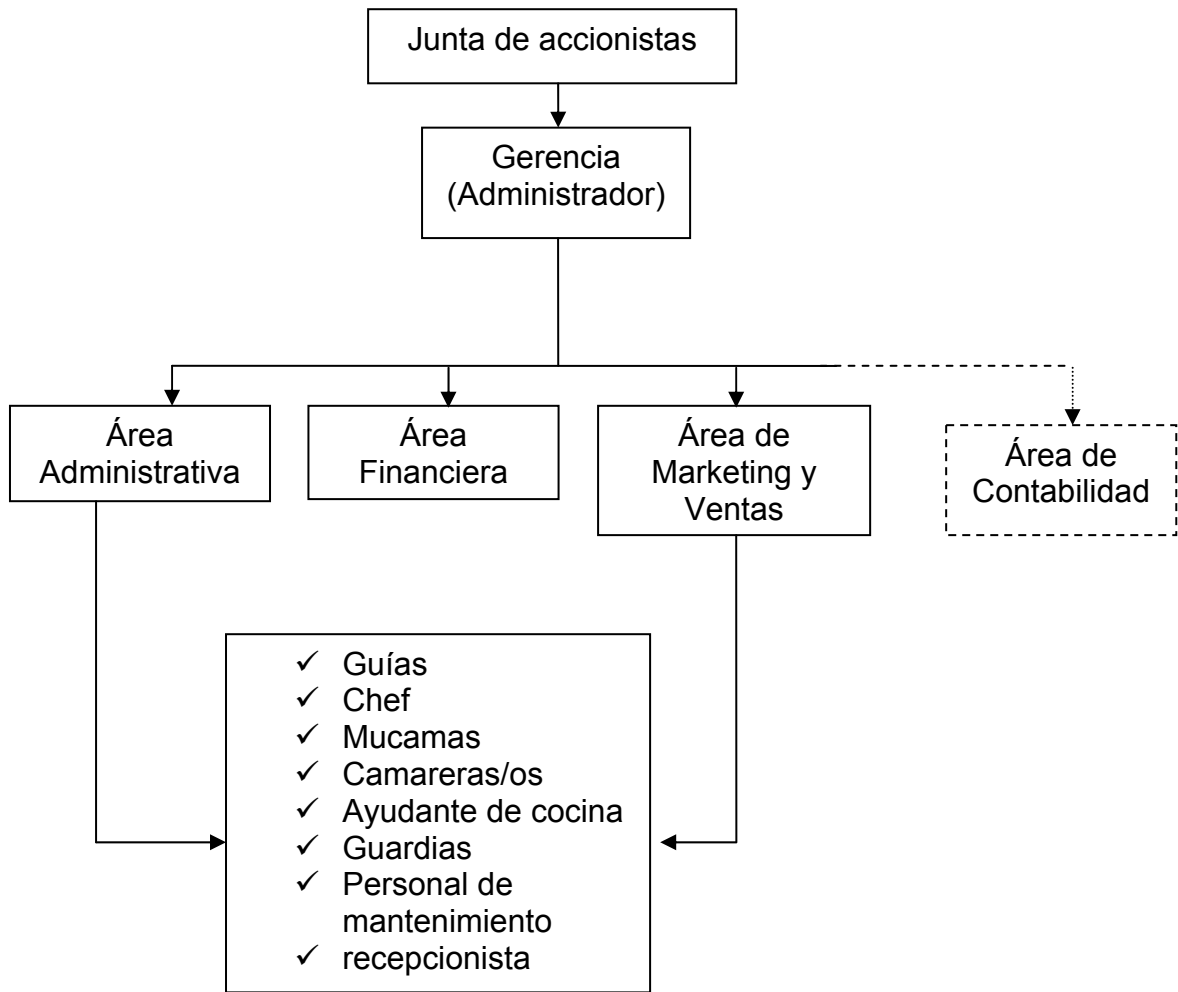 Junta de accionistas
Gerencia
(Administrador)
Área
Administrativa
Área
Financiera
Área de
Marketing y
Ventas
Área de
Contabilidad
✓ Guías
✓ Chef
✓ Mucamas
✓ Camareras/os
✓ Ayudante de cocina
✓ Guardias
✓ Personal de
mantenimiento
✓ recepcionista